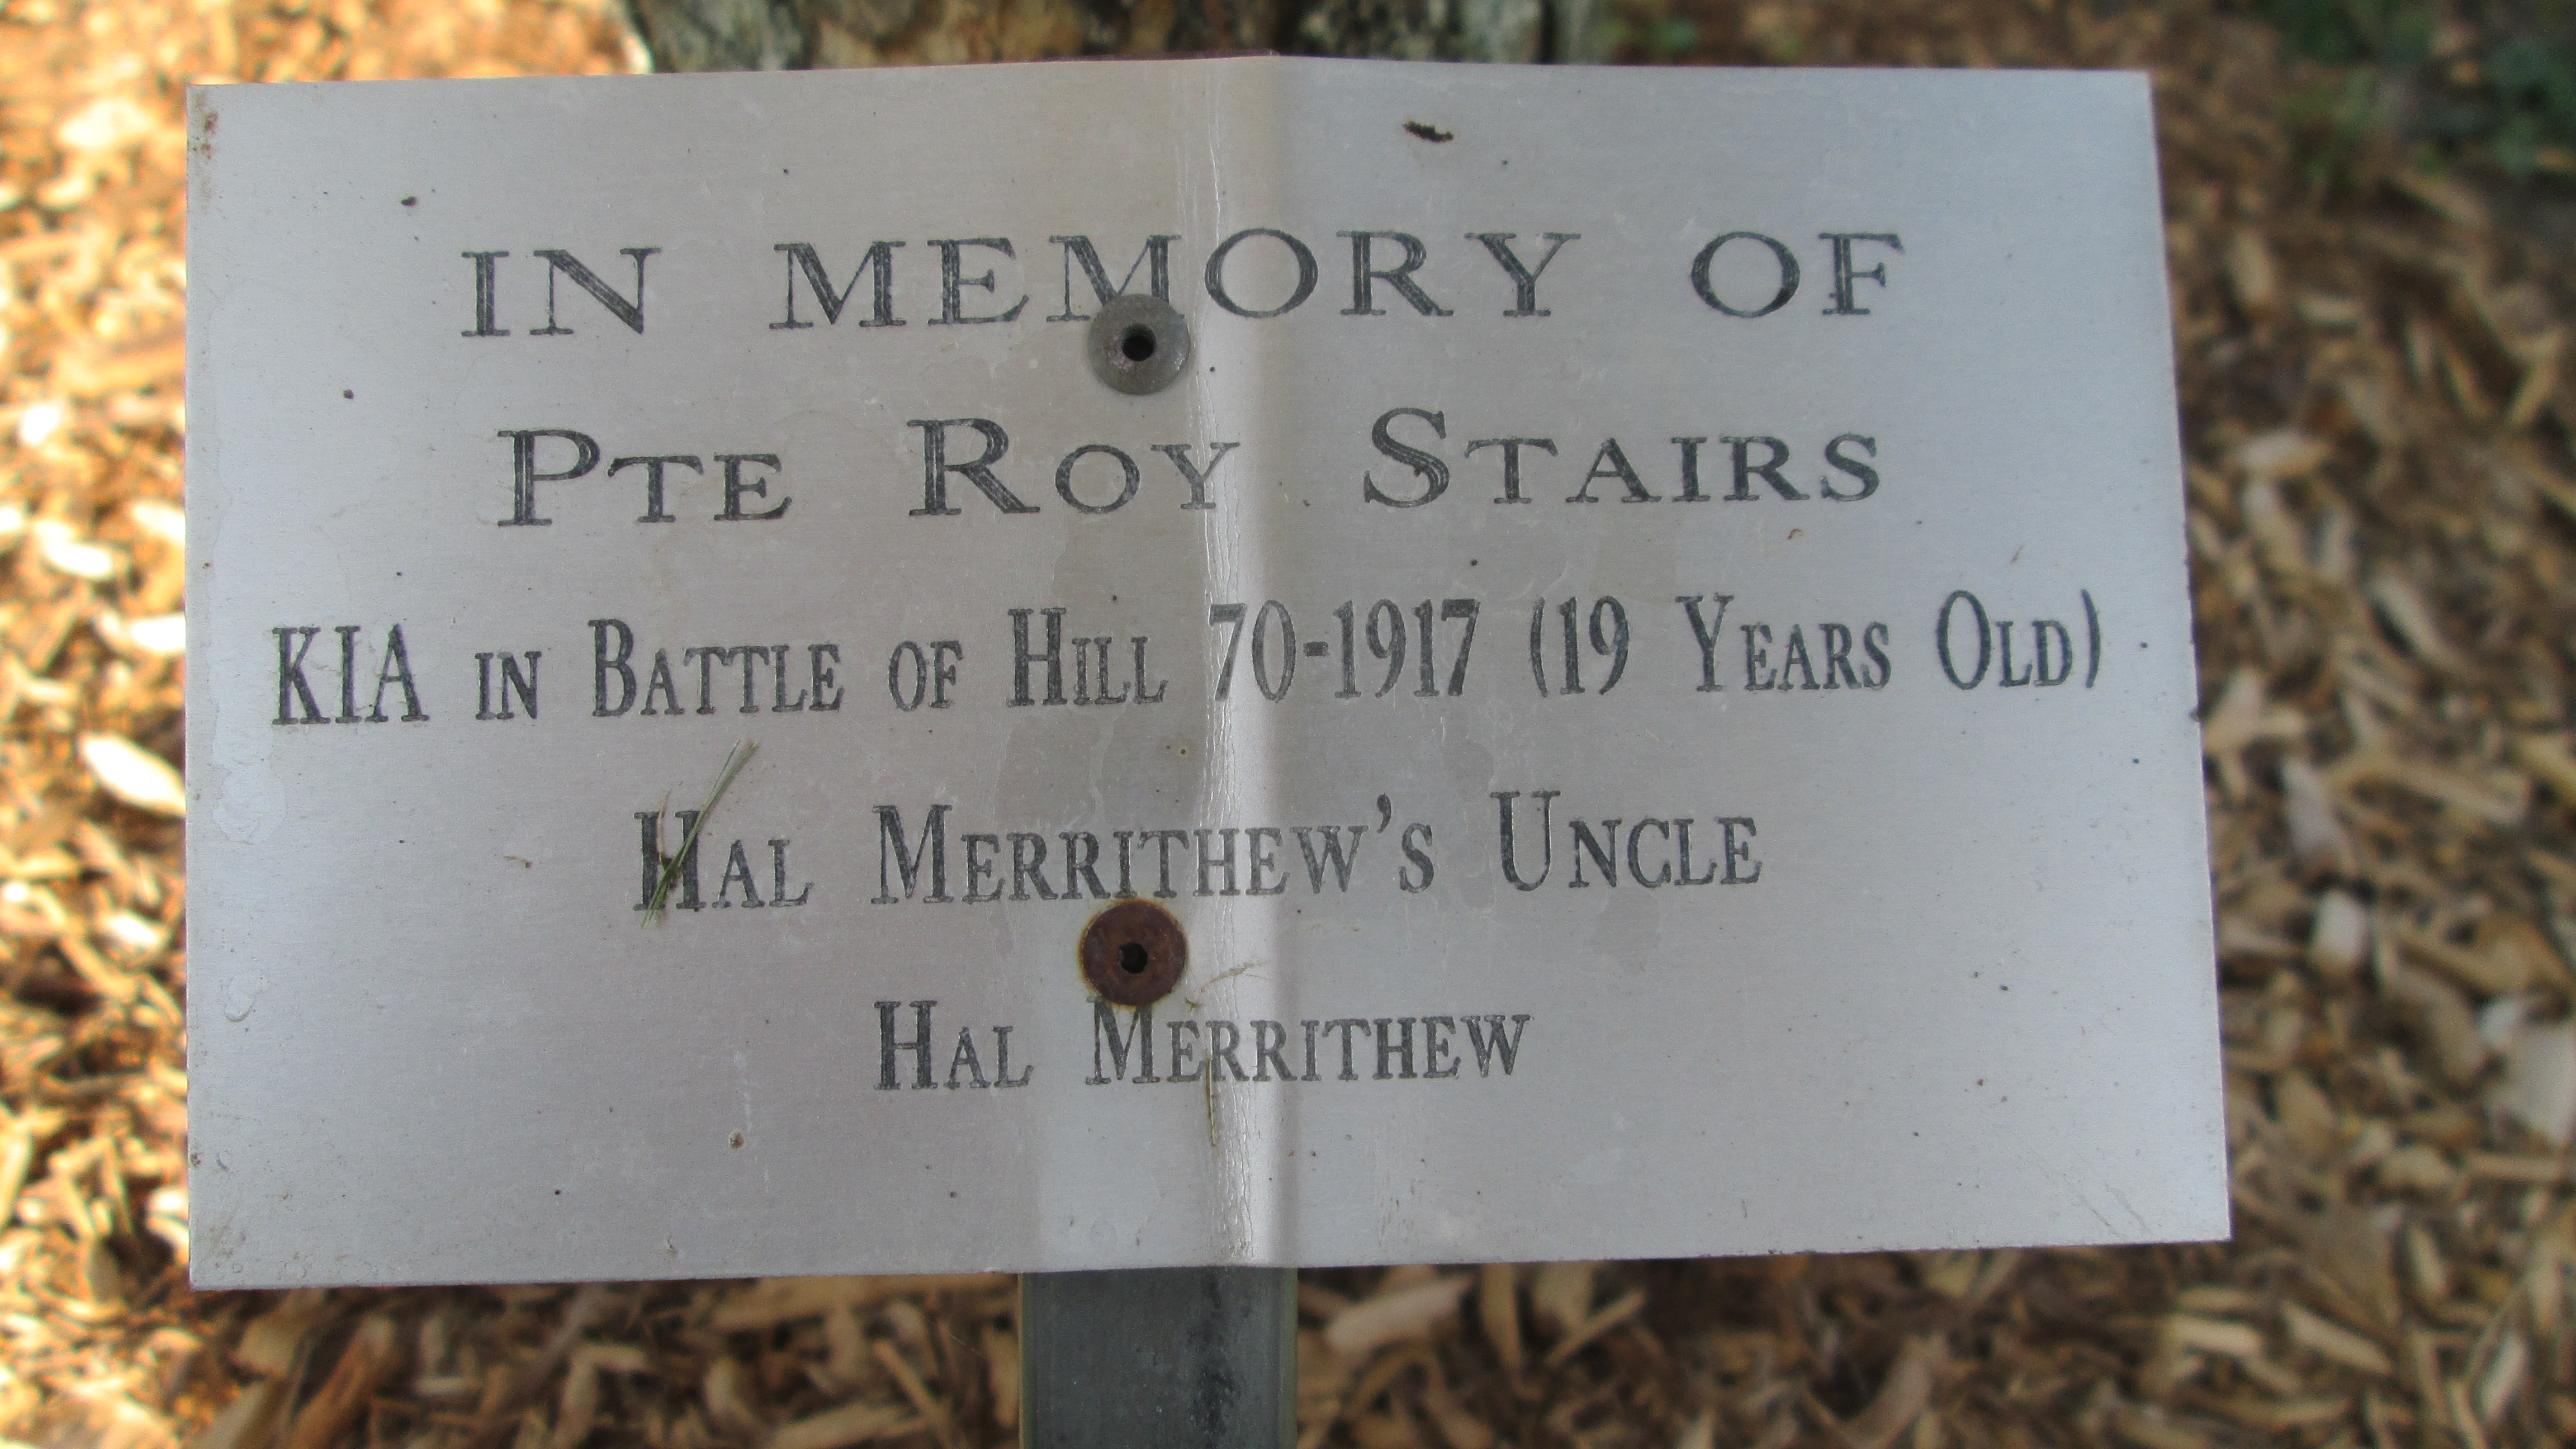 IN MEMORY OF
PTE ROY STAIRS
KIA IN BATTLE OF HILL 70-1917 (19 YEARS OLD)
HAL MERRITHEW'S UNCLE
HAL MERRITHEW